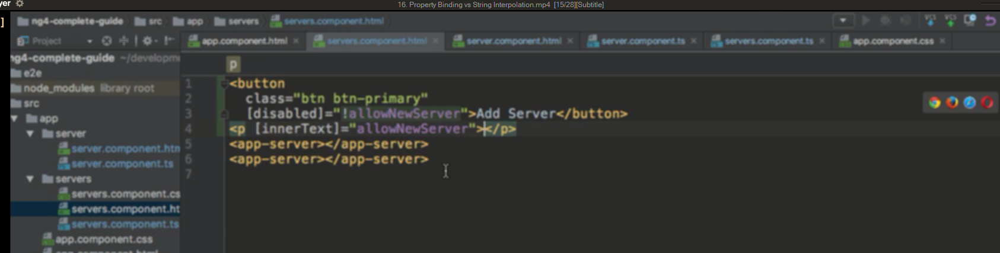 yer
16. Property Binding vs String Interpolation.mp4 [15/28][Subtitle]
]
ng4-complete-guide src app servers servers.component.html
Project
app.component.html servers.component.html server.component.html server.component.ts servers.component.ts app.component.css
ng4-complete-guide ~/developme
e2e
node_modules library root
src
app
server
server.component.htm
server.component.ts
servers
servers.component.cs
servers.component.ht
servers.component.ts
app.component.css
p
1 <button
2 class="btn btn-primary"
3 [disabled]="!allowNewServer">Add Server</button>
4 <p [innerText]="allowNewServer"></p>
5 <app-server></app-server>
6 <app-server></app-server>
7
VCS VCS